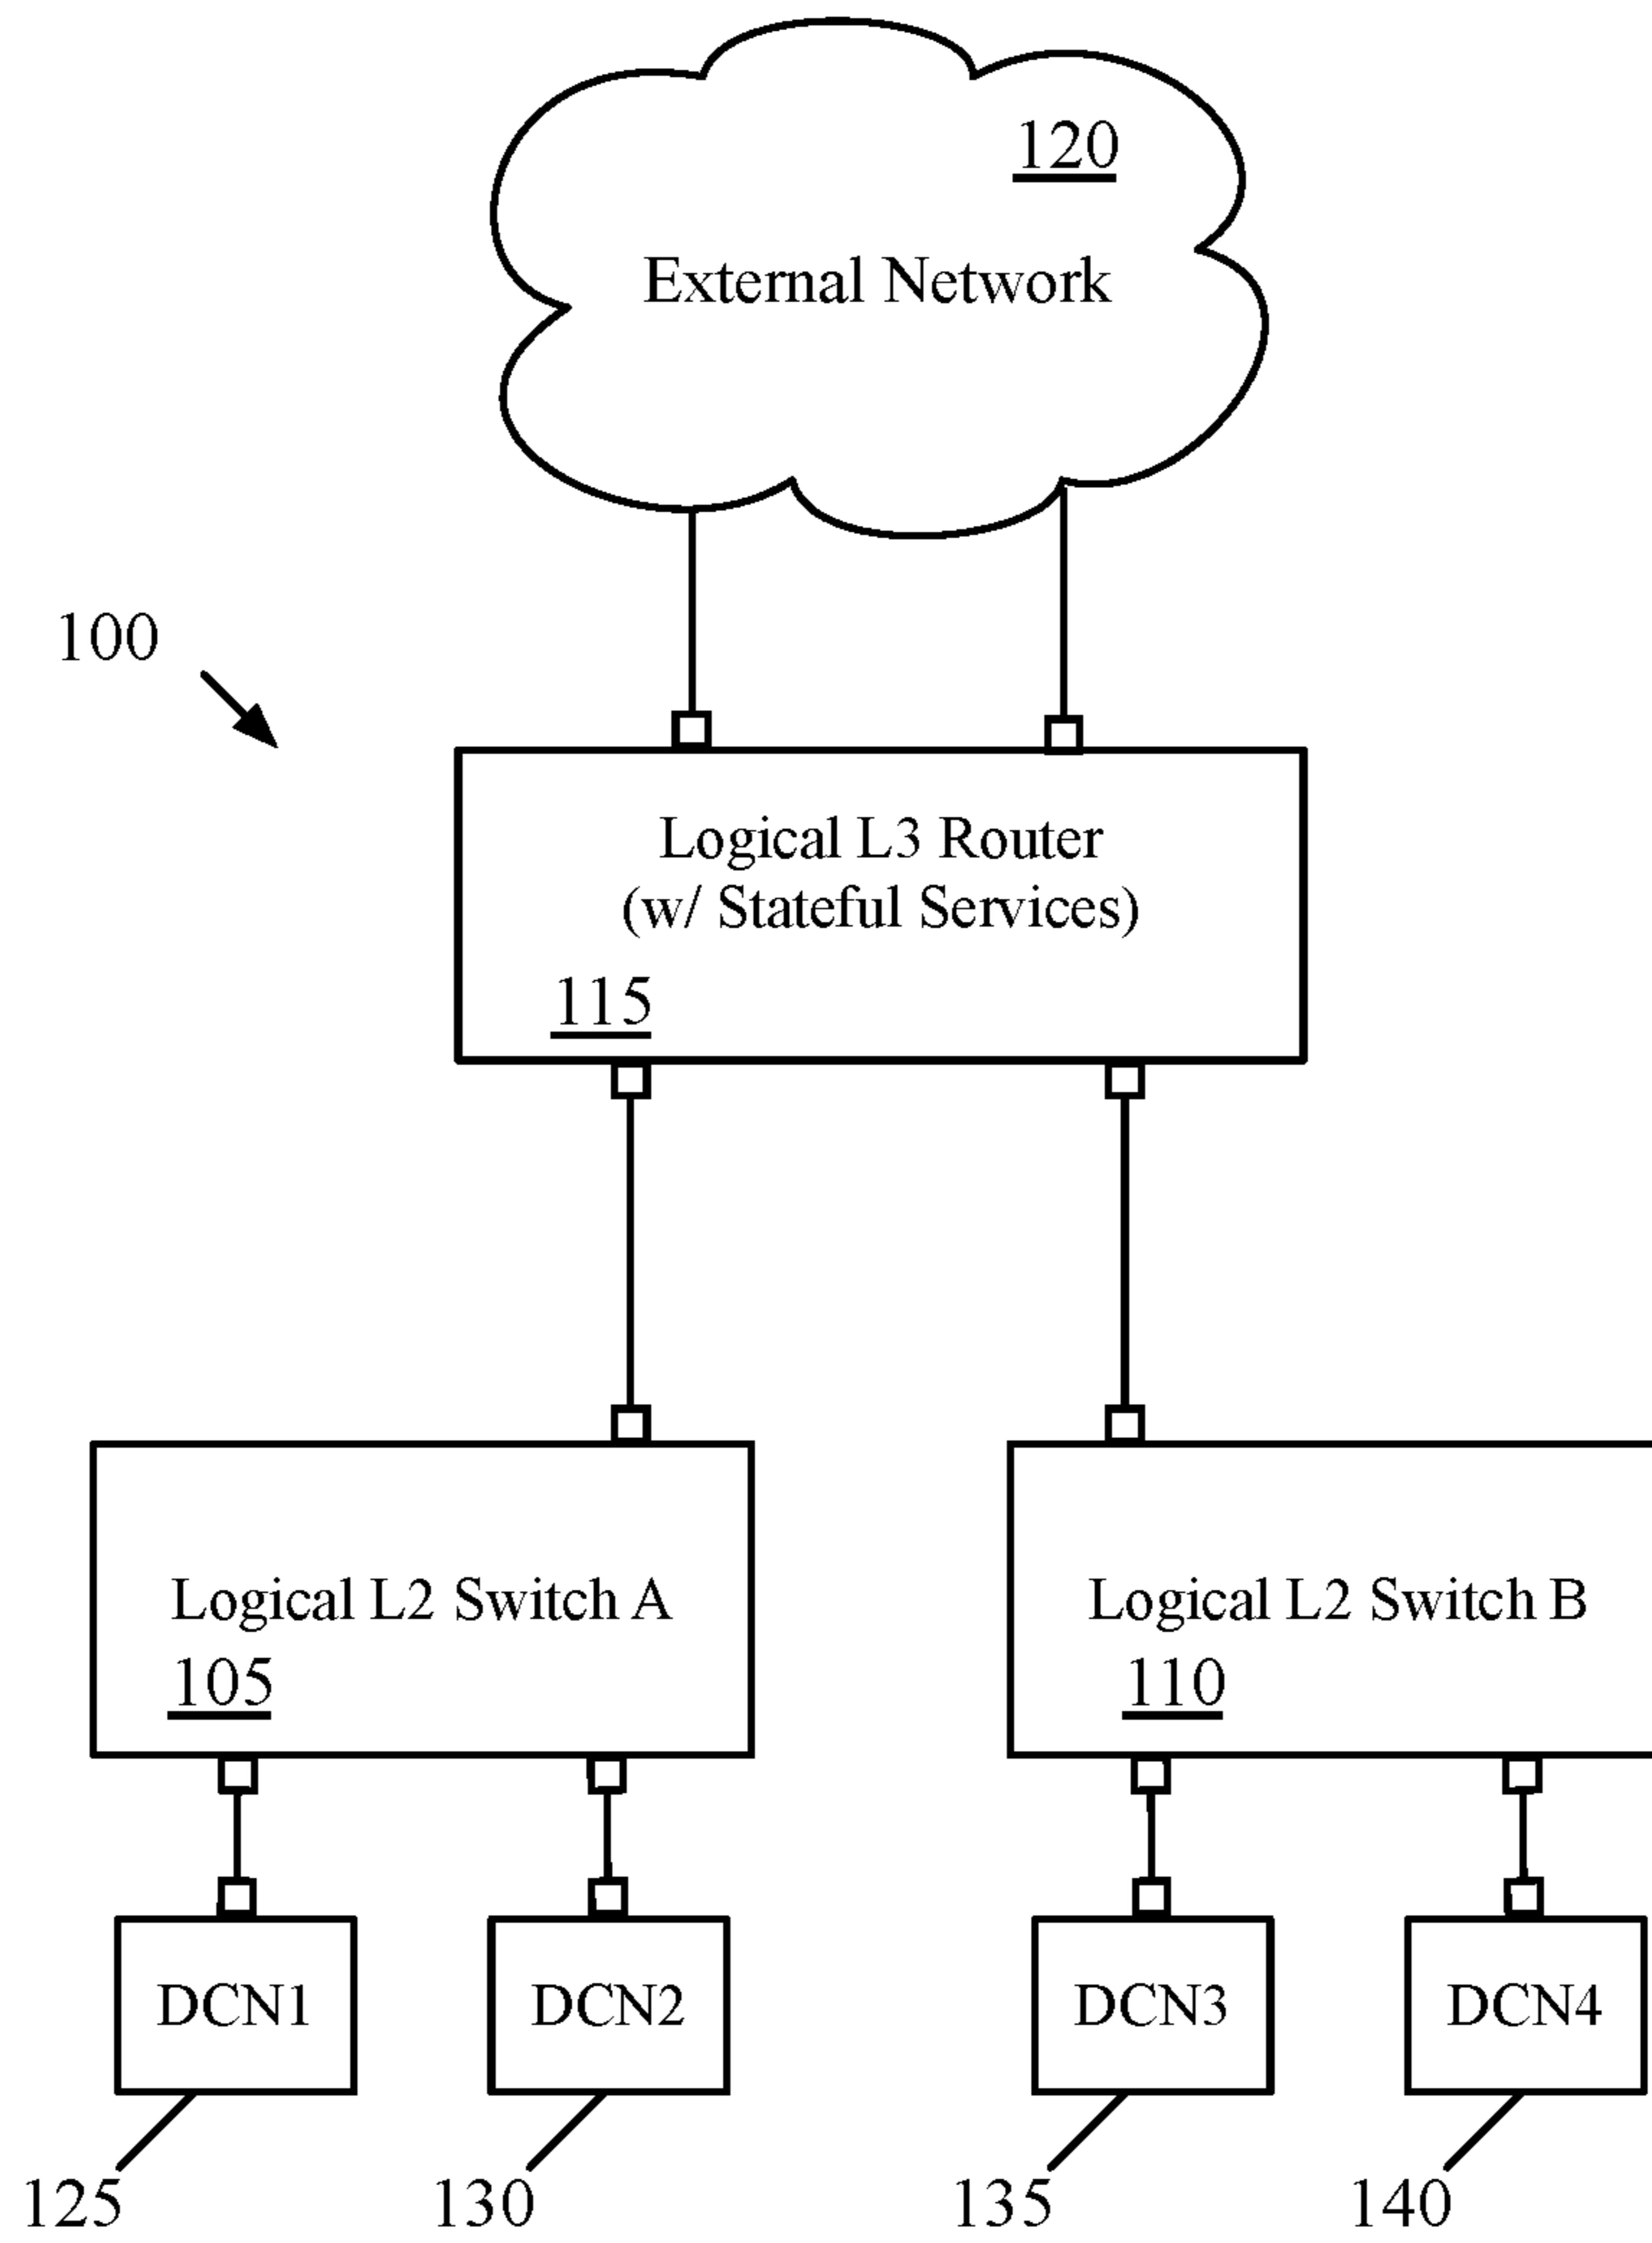 120
External Network
100
Logical L3 Router
(w/ Stateful Services)
115
Logical L2 Switch A
105
Logical L2 Switch B
110
DCN1
DCN2
DCN3
DCN4
125
130
135
140